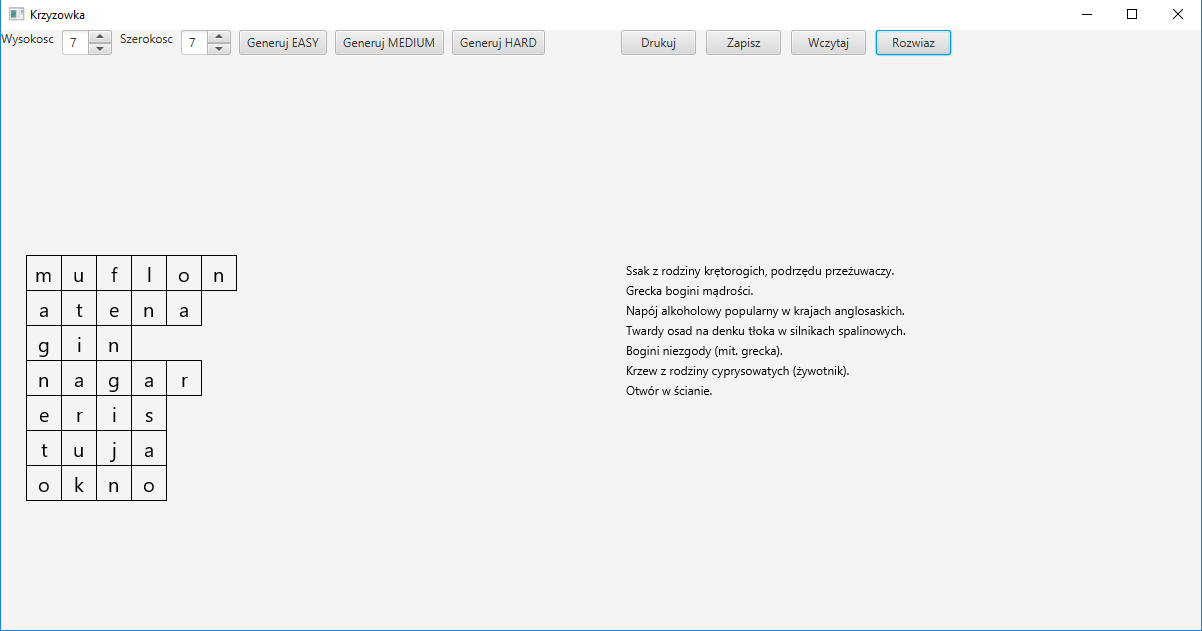 Krzyzowka
Wysokosc 7 Szerokosc 7 Generuj EASY Generuj MEDIUM Generuj HARD Drukuj Zapisz Wczytaj Rozwiaz
m u f l o n
a t e n a
g i n
n a g a r
e r i s
t u j a
o k n o
Ssak z rodziny krętorogich, podrzędu przeżuwaczy.
Grecka bogini mądrości.
Napój alkoholowy popularny w krajach anglosaskich.
Twardy osad na denku tłoka w silnikach spalinowych.
Bogini niezgody (mit. grecka).
Krzew z rodziny cyprysowatych (żywotnik).
Otwór w ścianie.